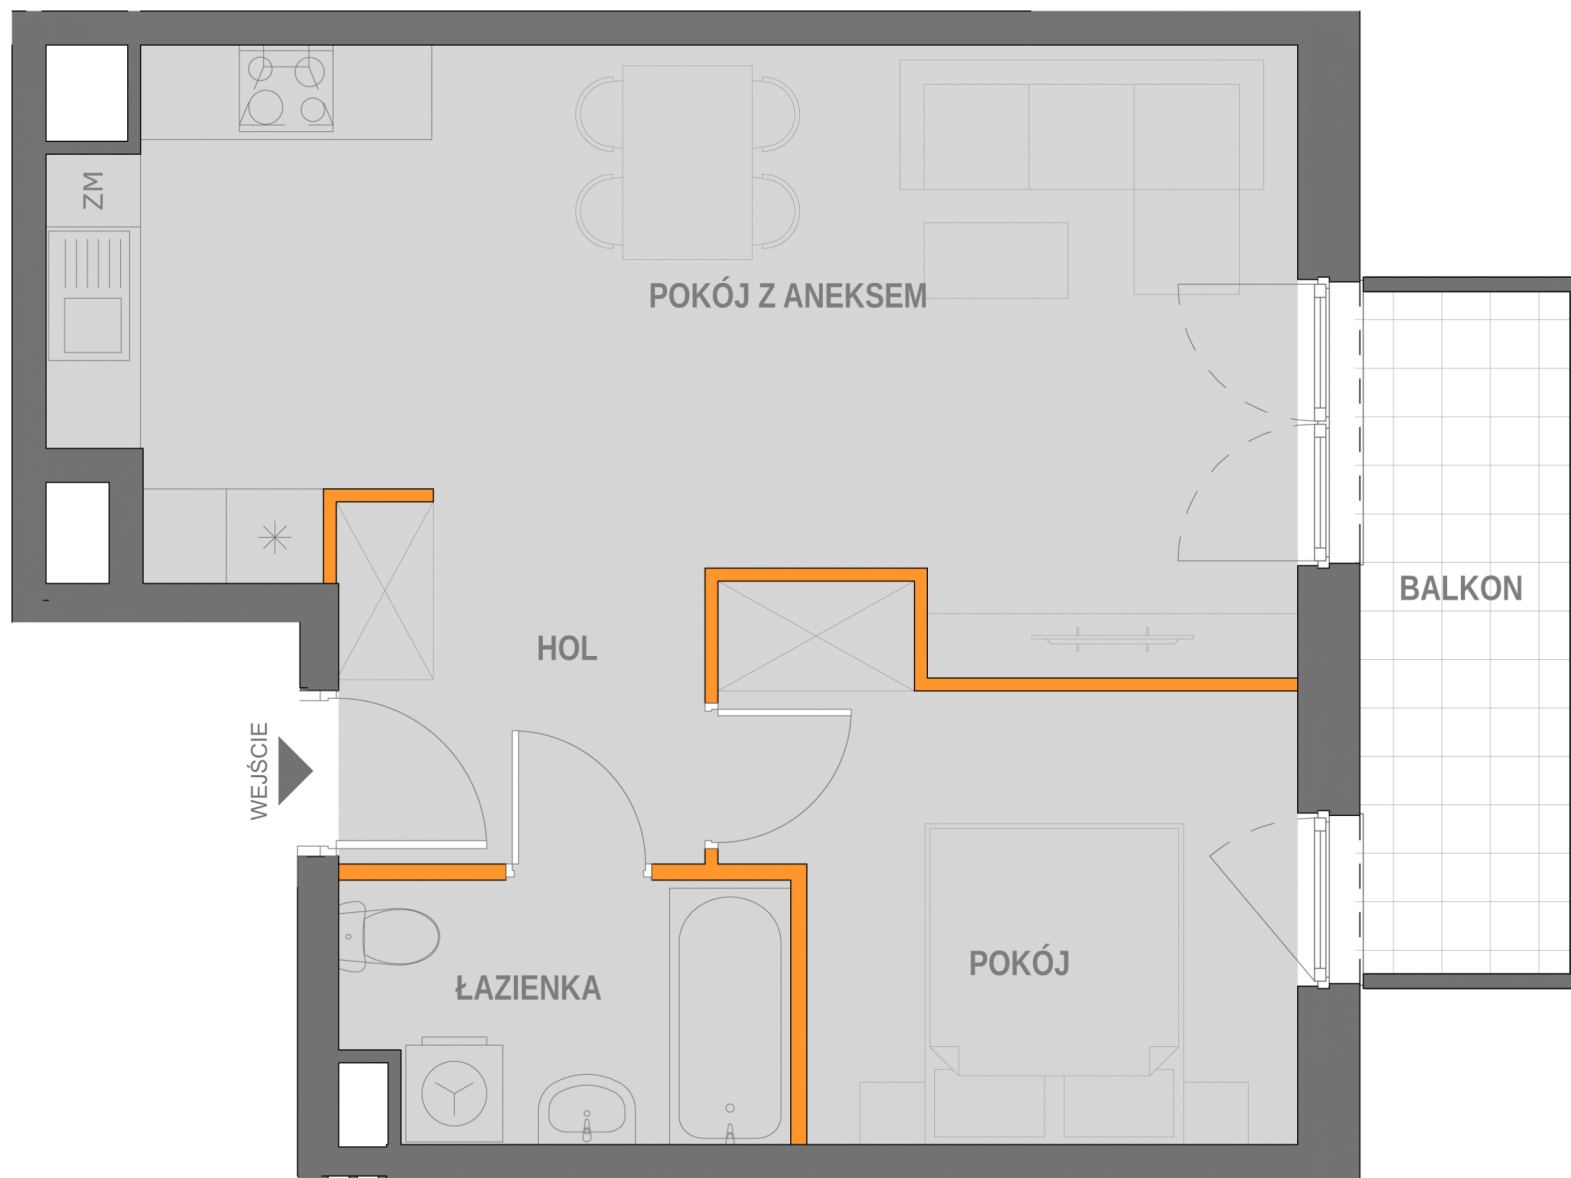 ZM
POKÓJ Z ANEKSEM
BALKON
HOL
WEJŚCIE
POKÓJ
ŁAZIENKA